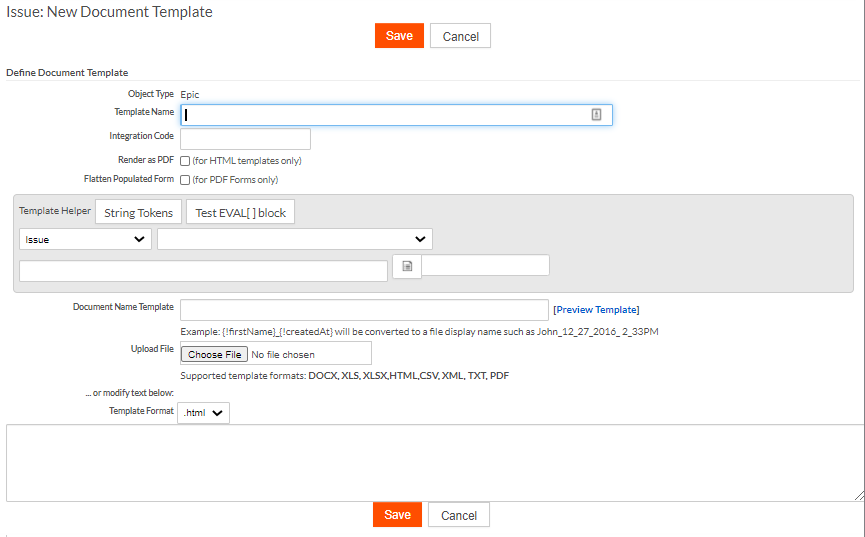 Issue: New Document Template
Save Cancel
Define Document Template
Object Type Epic
Template Name
Integration Code
Render as PDF (for HTML templates only)
Flatten Populated Form (for PDF Forms only)
Template Helper String Tokens Test EVAL[ ] block
Issue
Document Name Template [Preview Template]
Example: {!firstName}_{!createdAt} will be converted to a file display name such as John_12_27_2016_2_33PM
Upload File Choose File No file chosen
Supported template formats: DOCX, XLS, XLSX,HTML,CSV, XML, TXT, PDF
... or modify text below:
Template Format .html
Save Cancel